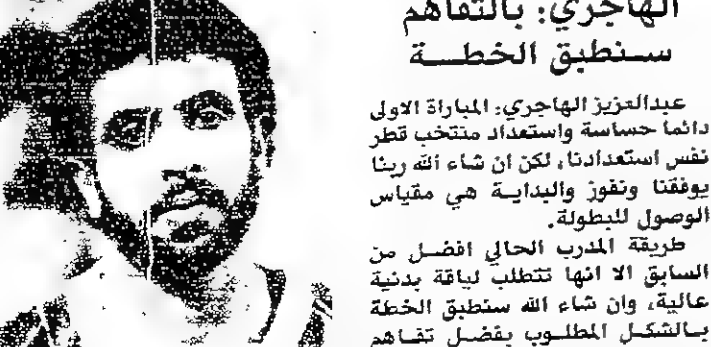 الهاجري: بالتفاهم
سنطبق الخطة
عبدالعزيز الهاجري: المباراة الاولى
دائما حساسة واستعداد منتخب قطر
نفس استعدادنا، لكن ان شاء الله ربنا
يوفقنا ونفوز والبداية هي مقياس
الوصول للبطولة.
طريقة المدرب الحالي افضل من
السابق الا انها تتطلب لياقة بدنية
عالية، وان شاء الله سنطبق الخطة
بالشكل المطلوب بفضل تفاهم